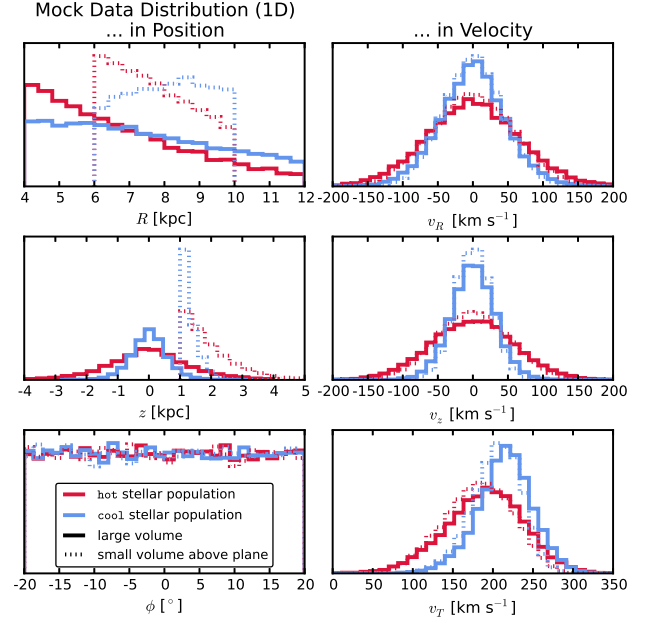 Mock Data Distribution (1D)
... in Position
... in Velocity
4 5 6 7 8 9 10 11 12
R [kpc]
-200 -150 -100 -50 0 50 100 150 200
v_R [km s⁻¹]
-4 -3 -2 -1 0 1 2 3 4 5
z [kpc]
-200 -150 -100 -50 0 50 100 150 200
v_z [km s⁻¹]
hot stellar population
cool stellar population
large volume
small volume above plane
-20 -15 -10 -5 0 5 10 15 20
ϕ [°]
0 50 100 150 200 250 300 350
v_T [km s⁻¹]